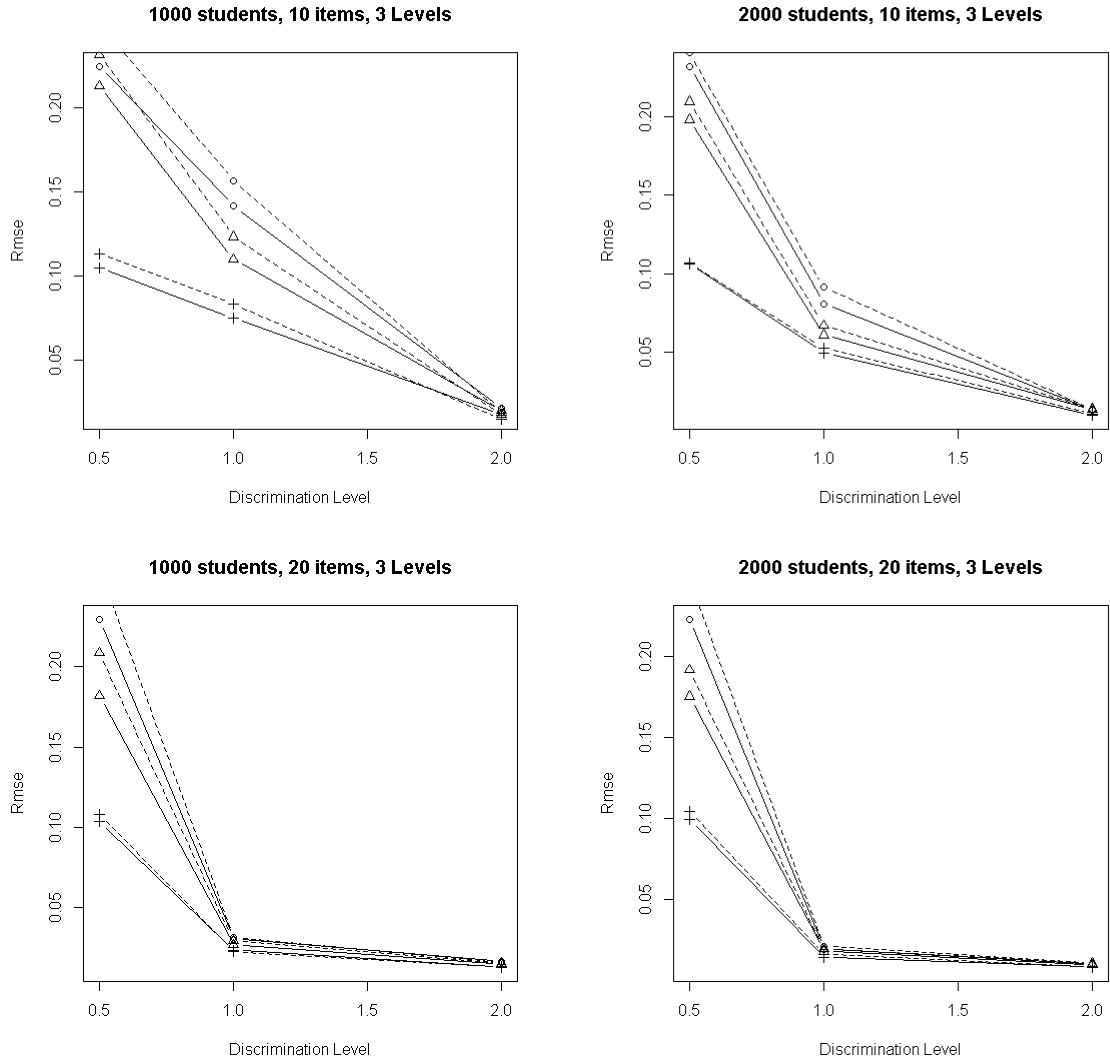 1000 students, 10 items, 3 Levels
Rmse
0.20
0.15
0.10
0.05
0.5 1.0 1.5 2.0
Discrimination Level
2000 students, 10 items, 3 Levels
Rmse
0.20
0.15
0.10
0.05
0.5 1.0 1.5 2.0
Discrimination Level
1000 students, 20 items, 3 Levels
Rmse
0.20
0.15
0.10
0.05
0.5 1.0 1.5 2.0
Discrimination Level
2000 students, 20 items, 3 Levels
Rmse
0.20
0.15
0.10
0.05
0.5 1.0 1.5 2.0
Discrimination Level